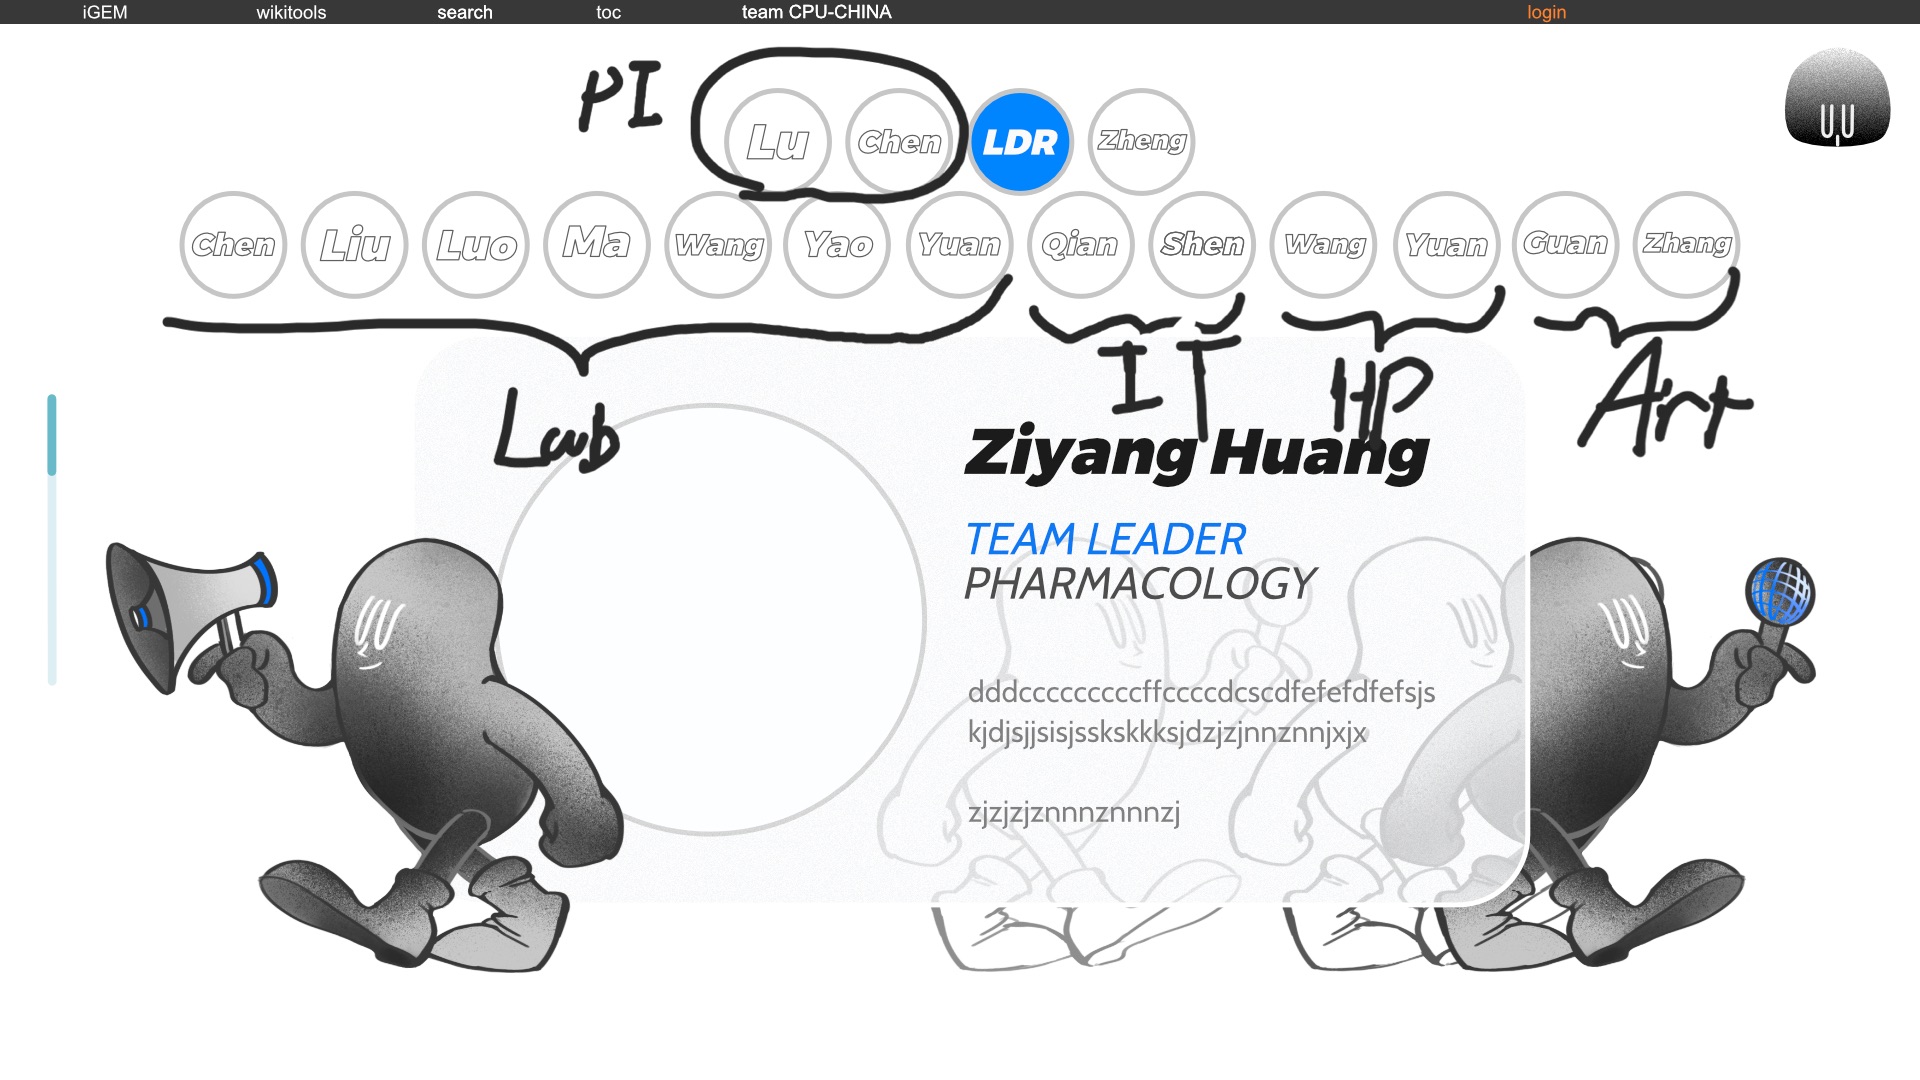 iGEM wikitools search toc team CPU-CHINA login
PI
Lu Chen LDR Zheng
Chen Liu Luo Ma Wang Yao Yuan Qian Shen Wang Yuan Guan Zhang
Lab IT HP Art
Ziyang Huang
TEAM LEADER
PHARMACOLOGY
dddcccccccccffccccdcscdfefefdfefsjs
kjdjsjjsisjsskskkksjdzjzjnnznnjxjx
zjzjzjznnnznnnzj